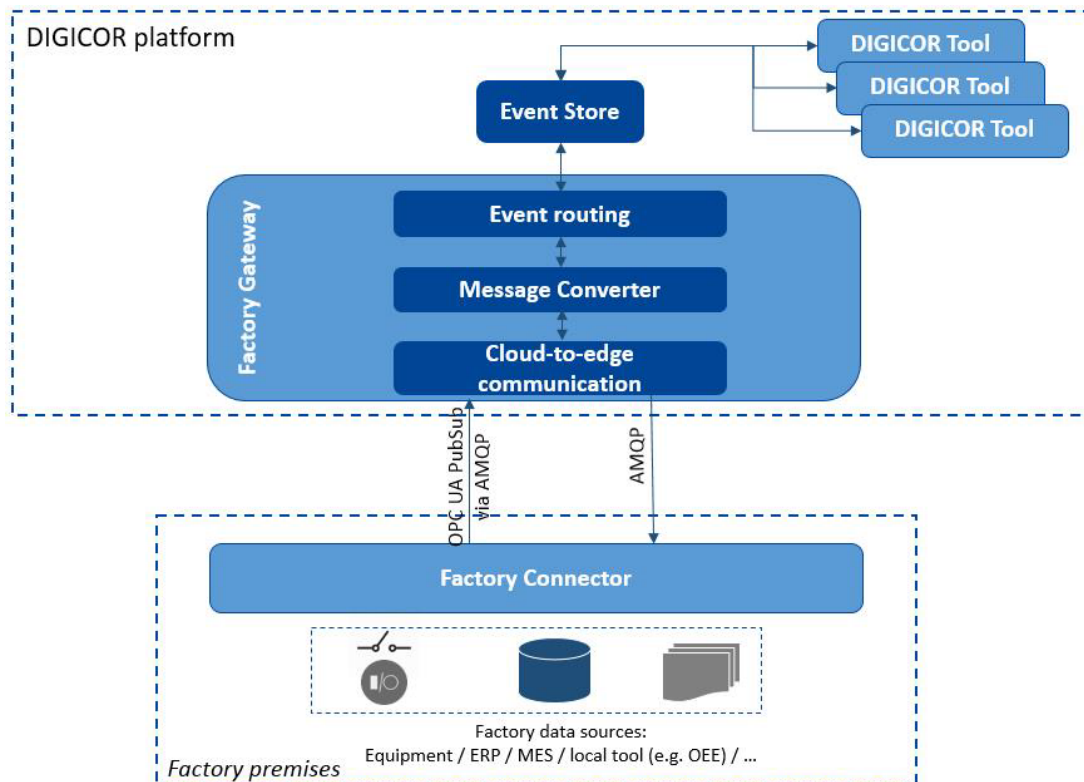 DIGICOR platform
DIGICOR Tool
DIGICOR Tool
DIGICOR Tool
Event Store
Factory Gateway
Event routing
Message Converter
Cloud-to-edge
communication
OPC UA PubSub
via AMQP
AMQP
Factory Connector
I/O
Factory data sources:
Equipment / ERP / MES / local tool (e.g. OEE) / ...
Factory premises